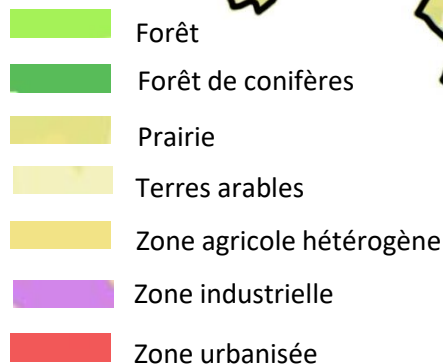 Forêt
Forêt de conifères
Prairie
Terres arables
Zone agricole hétérogène
Zone industrielle
Zone urbanisée